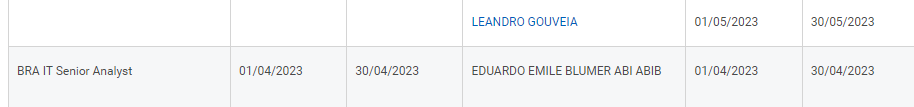 LEANDRO GOUVEIA 01/05/2023 30/05/2023
BRA IT Senior Analyst 01/04/2023 30/04/2023 EDUARDO EMILE BLUMER ABI ABIB 01/04/2023 30/04/2023